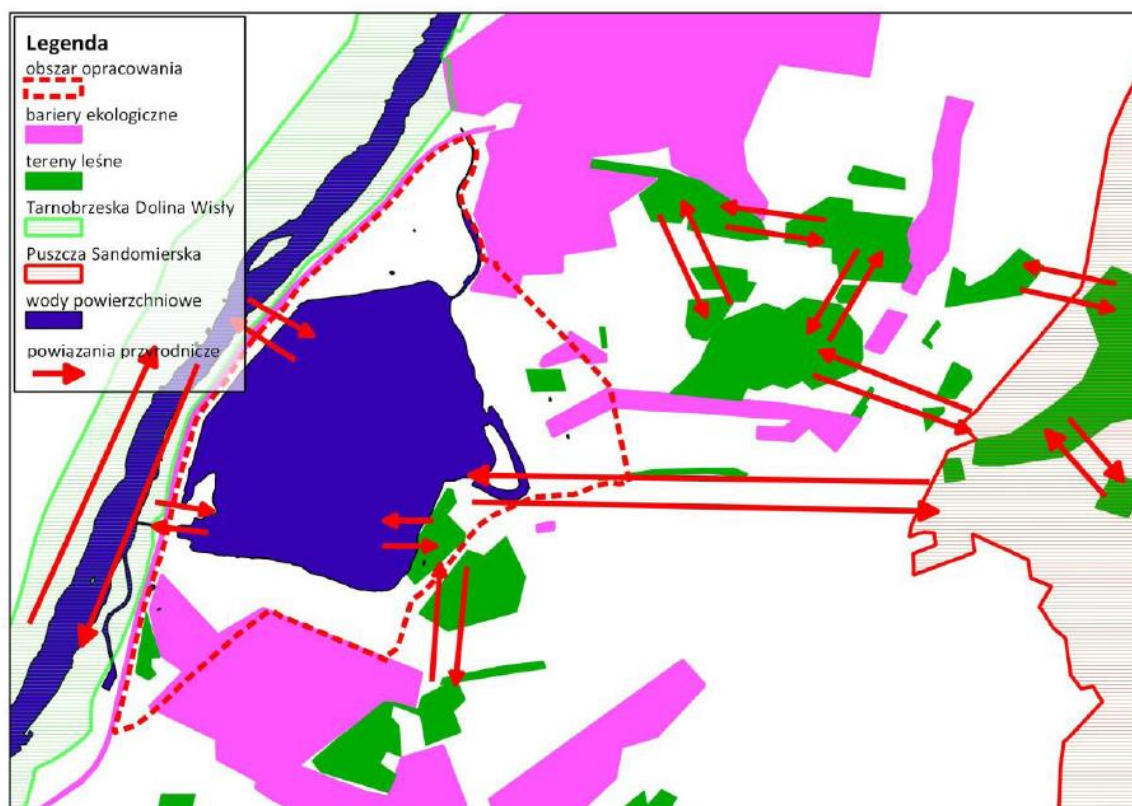 Legenda
obszar opracowania
bariery ekologiczne
tereny leśne
Tarnobrzeska Dolina Wisły
Puszcza Sandomierska
wody powierzchniowe
powiązania przyrodnicze